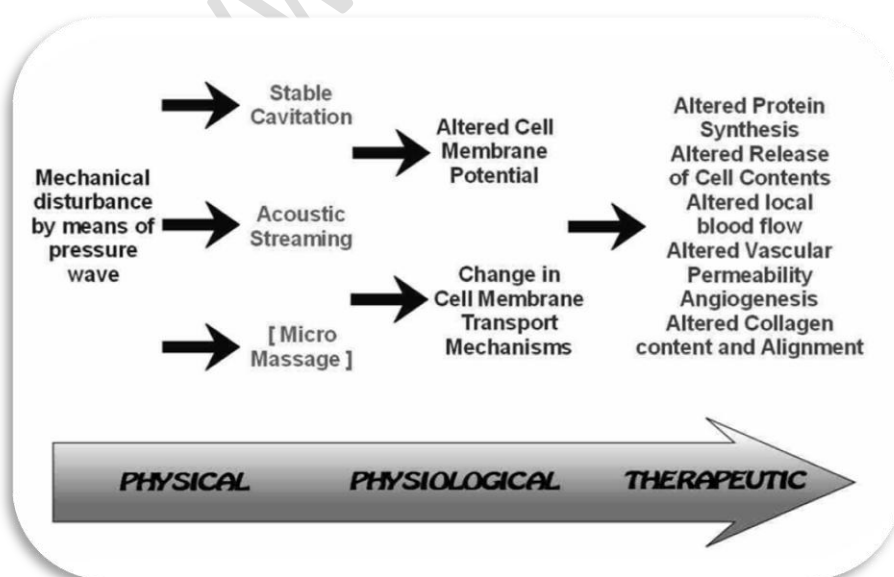 Mechanical
disturbance
by means of
pressure
wave
Stable
Cavitation
Acoustic
Streaming
[ Micro
Massage ]
Altered Cell
Membrane
Potential
Change in
Cell Membrane
Transport
Mechanisms
Altered Protein
Synthesis
Altered Release
of Cell Contents
Altered local
blood flow
Altered Vascular
Permeability
Angiogenesis
Altered Collagen
content and Alignment
PHYSICAL
PHYSIOLOGICAL
THERAPEUTIC